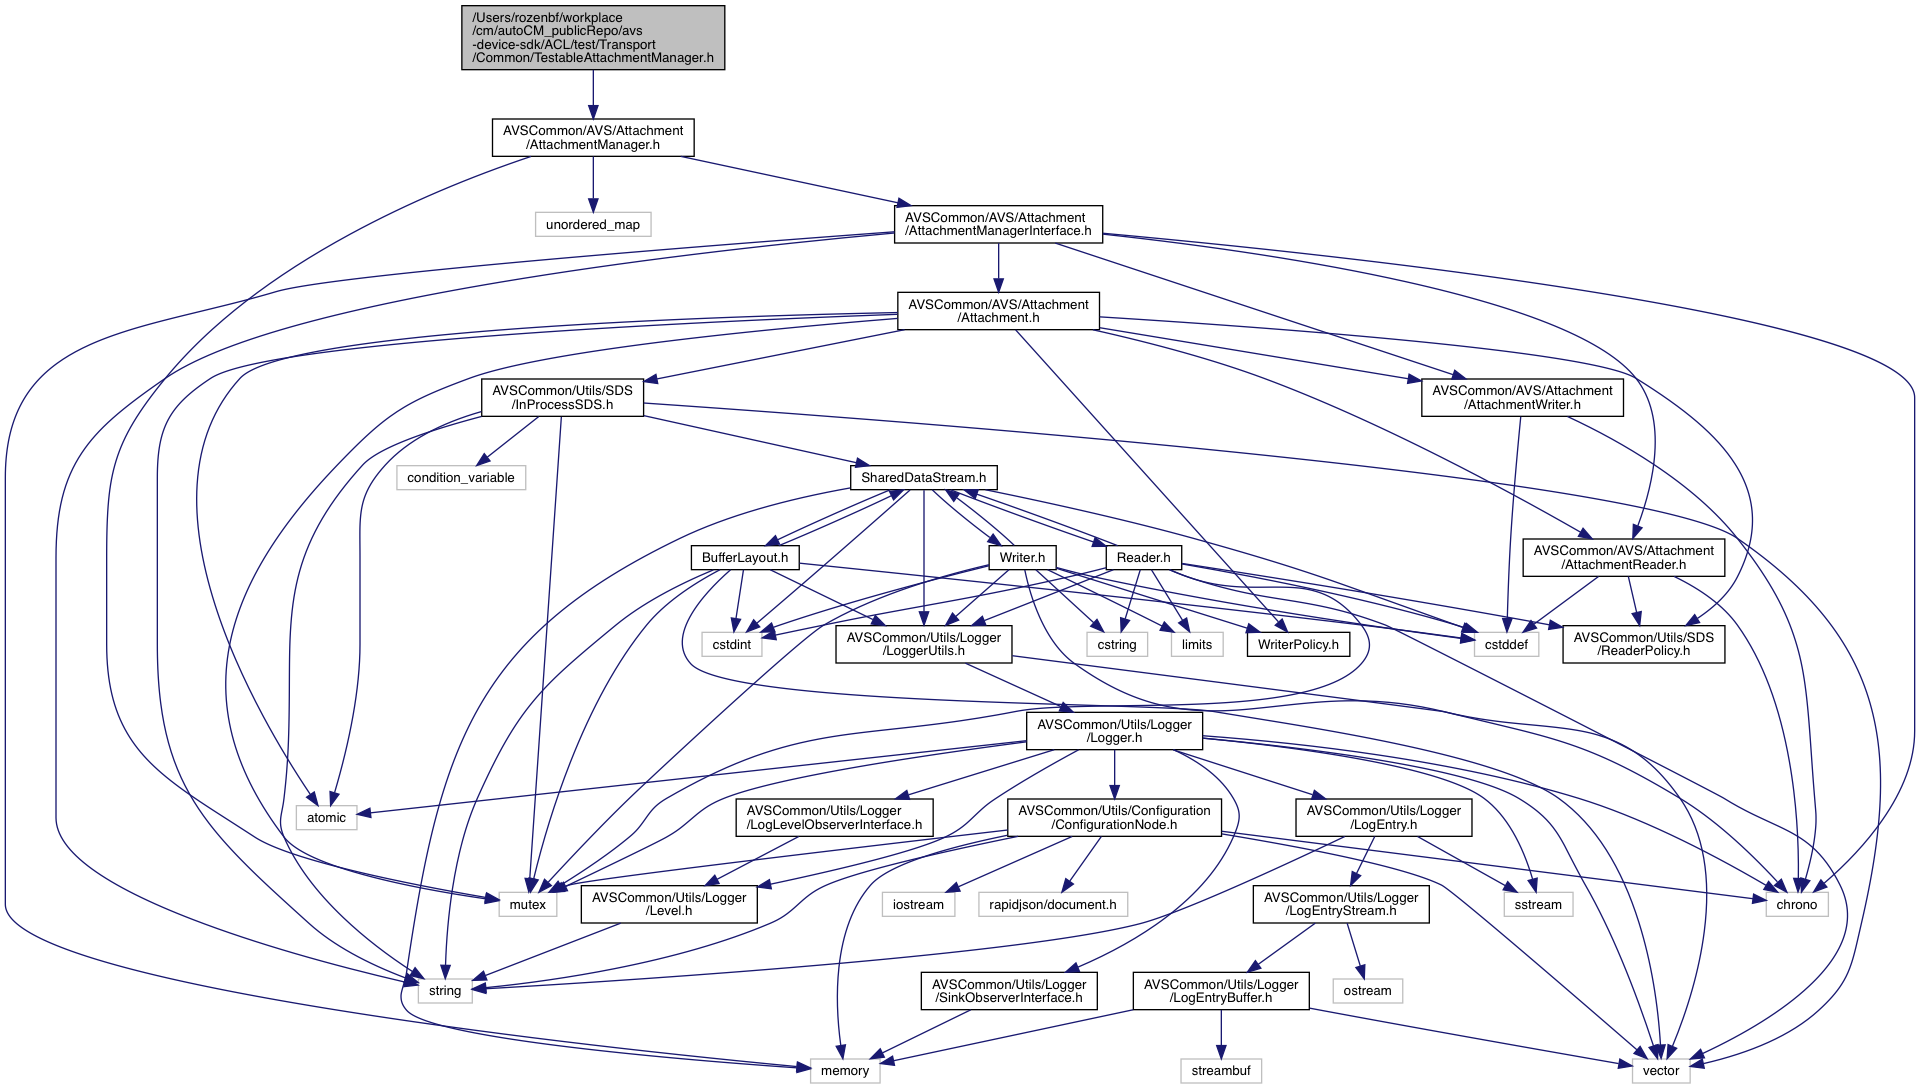 /Users/rozenbf/workplace
/cm/autoCM_publicRepo/avs
-device-sdk/ACL/test/Transport
/Common/TestableAttachmentManager.h
AVSCommon/AVS/Attachment
/AttachmentManager.h
unordered_map
AVSCommon/AVS/Attachment
/AttachmentManagerInterface.h
AVSCommon/AVS/Attachment
/Attachment.h
AVSCommon/Utils/SDS
/InProcessSDS.h
AVSCommon/AVS/Attachment
/AttachmentWriter.h
condition_variable
SharedDataStream.h
BufferLayout.h
Writer.h
Reader.h
AVSCommon/AVS/Attachment
/AttachmentReader.h
cstdint
AVSCommon/Utils/Logger
/LoggerUtils.h
cstring
limits
WriterPolicy.h
cstddef
AVSCommon/Utils/SDS
/ReaderPolicy.h
AVSCommon/Utils/Logger
/Logger.h
atomic
AVSCommon/Utils/Logger
/LogLevelObserverInterface.h
AVSCommon/Utils/Configuration
/ConfigurationNode.h
AVSCommon/Utils/Logger
/LogEntry.h
mutex
AVSCommon/Utils/Logger
/Level.h
iostream
rapidjson/document.h
AVSCommon/Utils/Logger
/LogEntryStream.h
sstream
chrono
string
AVSCommon/Utils/Logger
/SinkObserverInterface.h
AVSCommon/Utils/Logger
/LogEntryBuffer.h
ostream
memory
streambuf
vector